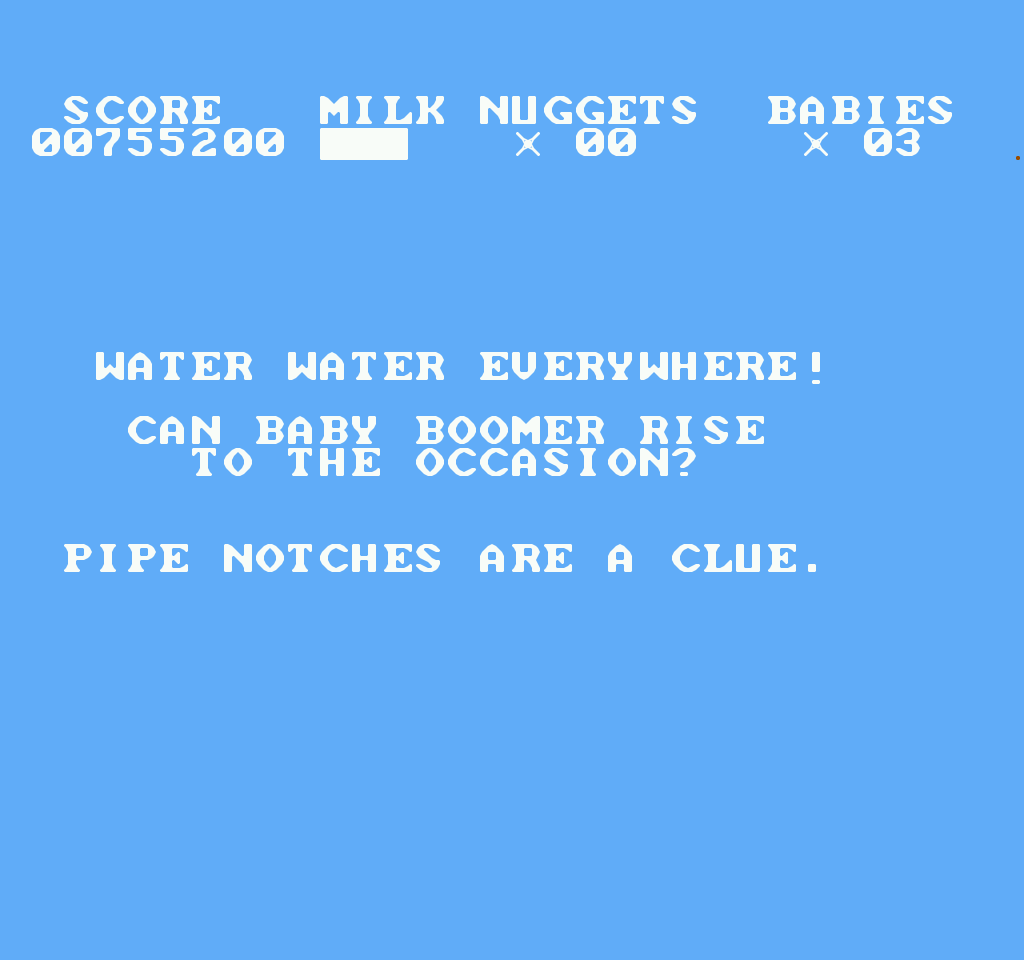 SCORE MILK NUGGETS BABIES
00755200 × 00 × 03
WATER WATER EVERYWHERE!
CAN BABY BOOMER RISE
TO THE OCCASION?
PIPE NOTCHES ARE A CLUE.